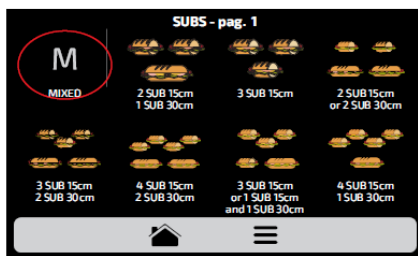 SUBS - pag. 1
M
MIXED
2 SUB 15cm
1 SUB 30cm
3 SUB 15cm
2 SUB 15cm
or 2 SUB 30cm
3 SUB 15cm
2 SUB 30cm
4 SUB 15cm
2 SUB 30cm
3 SUB 15cm
or 1 SUB 15cm
and 1 SUB 30cm
4 SUB 15cm
1 SUB 30cm